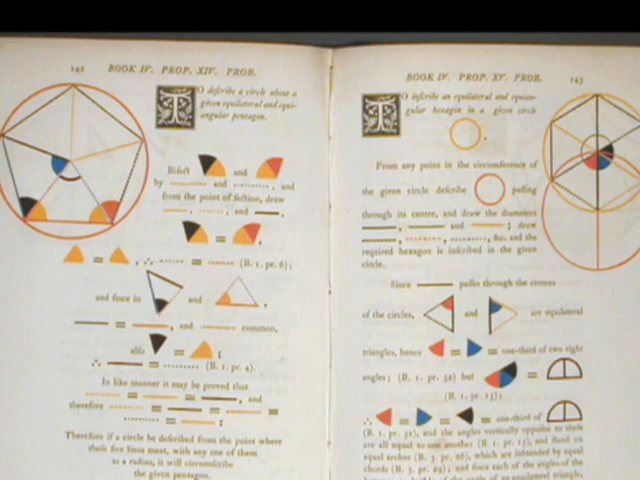 142 BOOK IV. PROP. XIV. PROB.
TO describe a circle about a
given equilateral and equi-
angular pentagon.
Bisect and
by and , and
from the point of section, draw
, , and ,
= ,
= , ∴ = (B. 1. pr. 6);
and since in and ,
= , and common,
also = ;
∴ = (B. 1. pr. 4).
In like manner it may be proved that
= = , and
therefore = = =
= ;
Therefore if a circle be described from the point where
these five lines meet, with any one of them
as a radius, it will circumscribe
the given pentagon.
BOOK IV. PROP. XV. PROB. 143
TO inscribe an equilateral and equian-
gular hexagon in a given circle
.
From any point in the circumference of
the given circle describe passing
through its centre, and draw the diameters
, and ; draw
, , , &c. and the
required hexagon is inscribed in the given
circle.
Since passes through the centres
of the circles, and are equilateral
triangles, hence = = one-third of two right
angles; (B. 1. pr. 32) but =
(B. 1. pr. 13);
∴ = = = one-third of
(B. 1. pr. 32), and the angles vertically opposite to these
are all equal to one another (B. 1. pr. 15), and stand on
equal arches (B. 3. pr. 26), which are subtended by equal
chords (B. 3. pr. 29); and since each of the angles of the